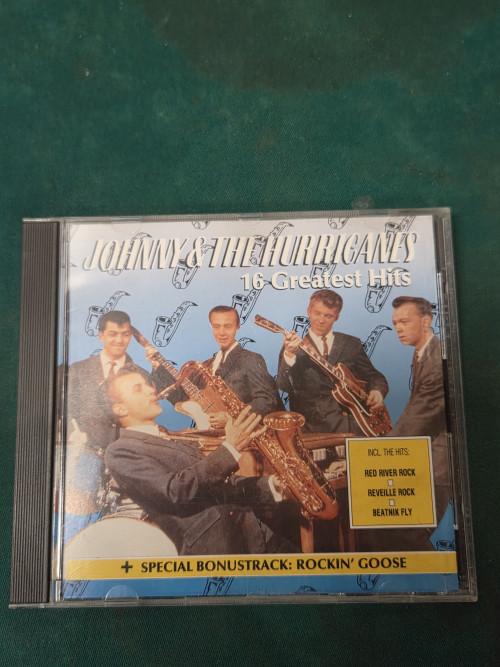 JOHNNY & THE HURRICANES
16 Greatest Hits
INCL. THE HITS:
RED RIVER ROCK
REVEILLE ROCK
BEATNIK FLY
+ SPECIAL BONUSTRACK: ROCKIN' GOOSE